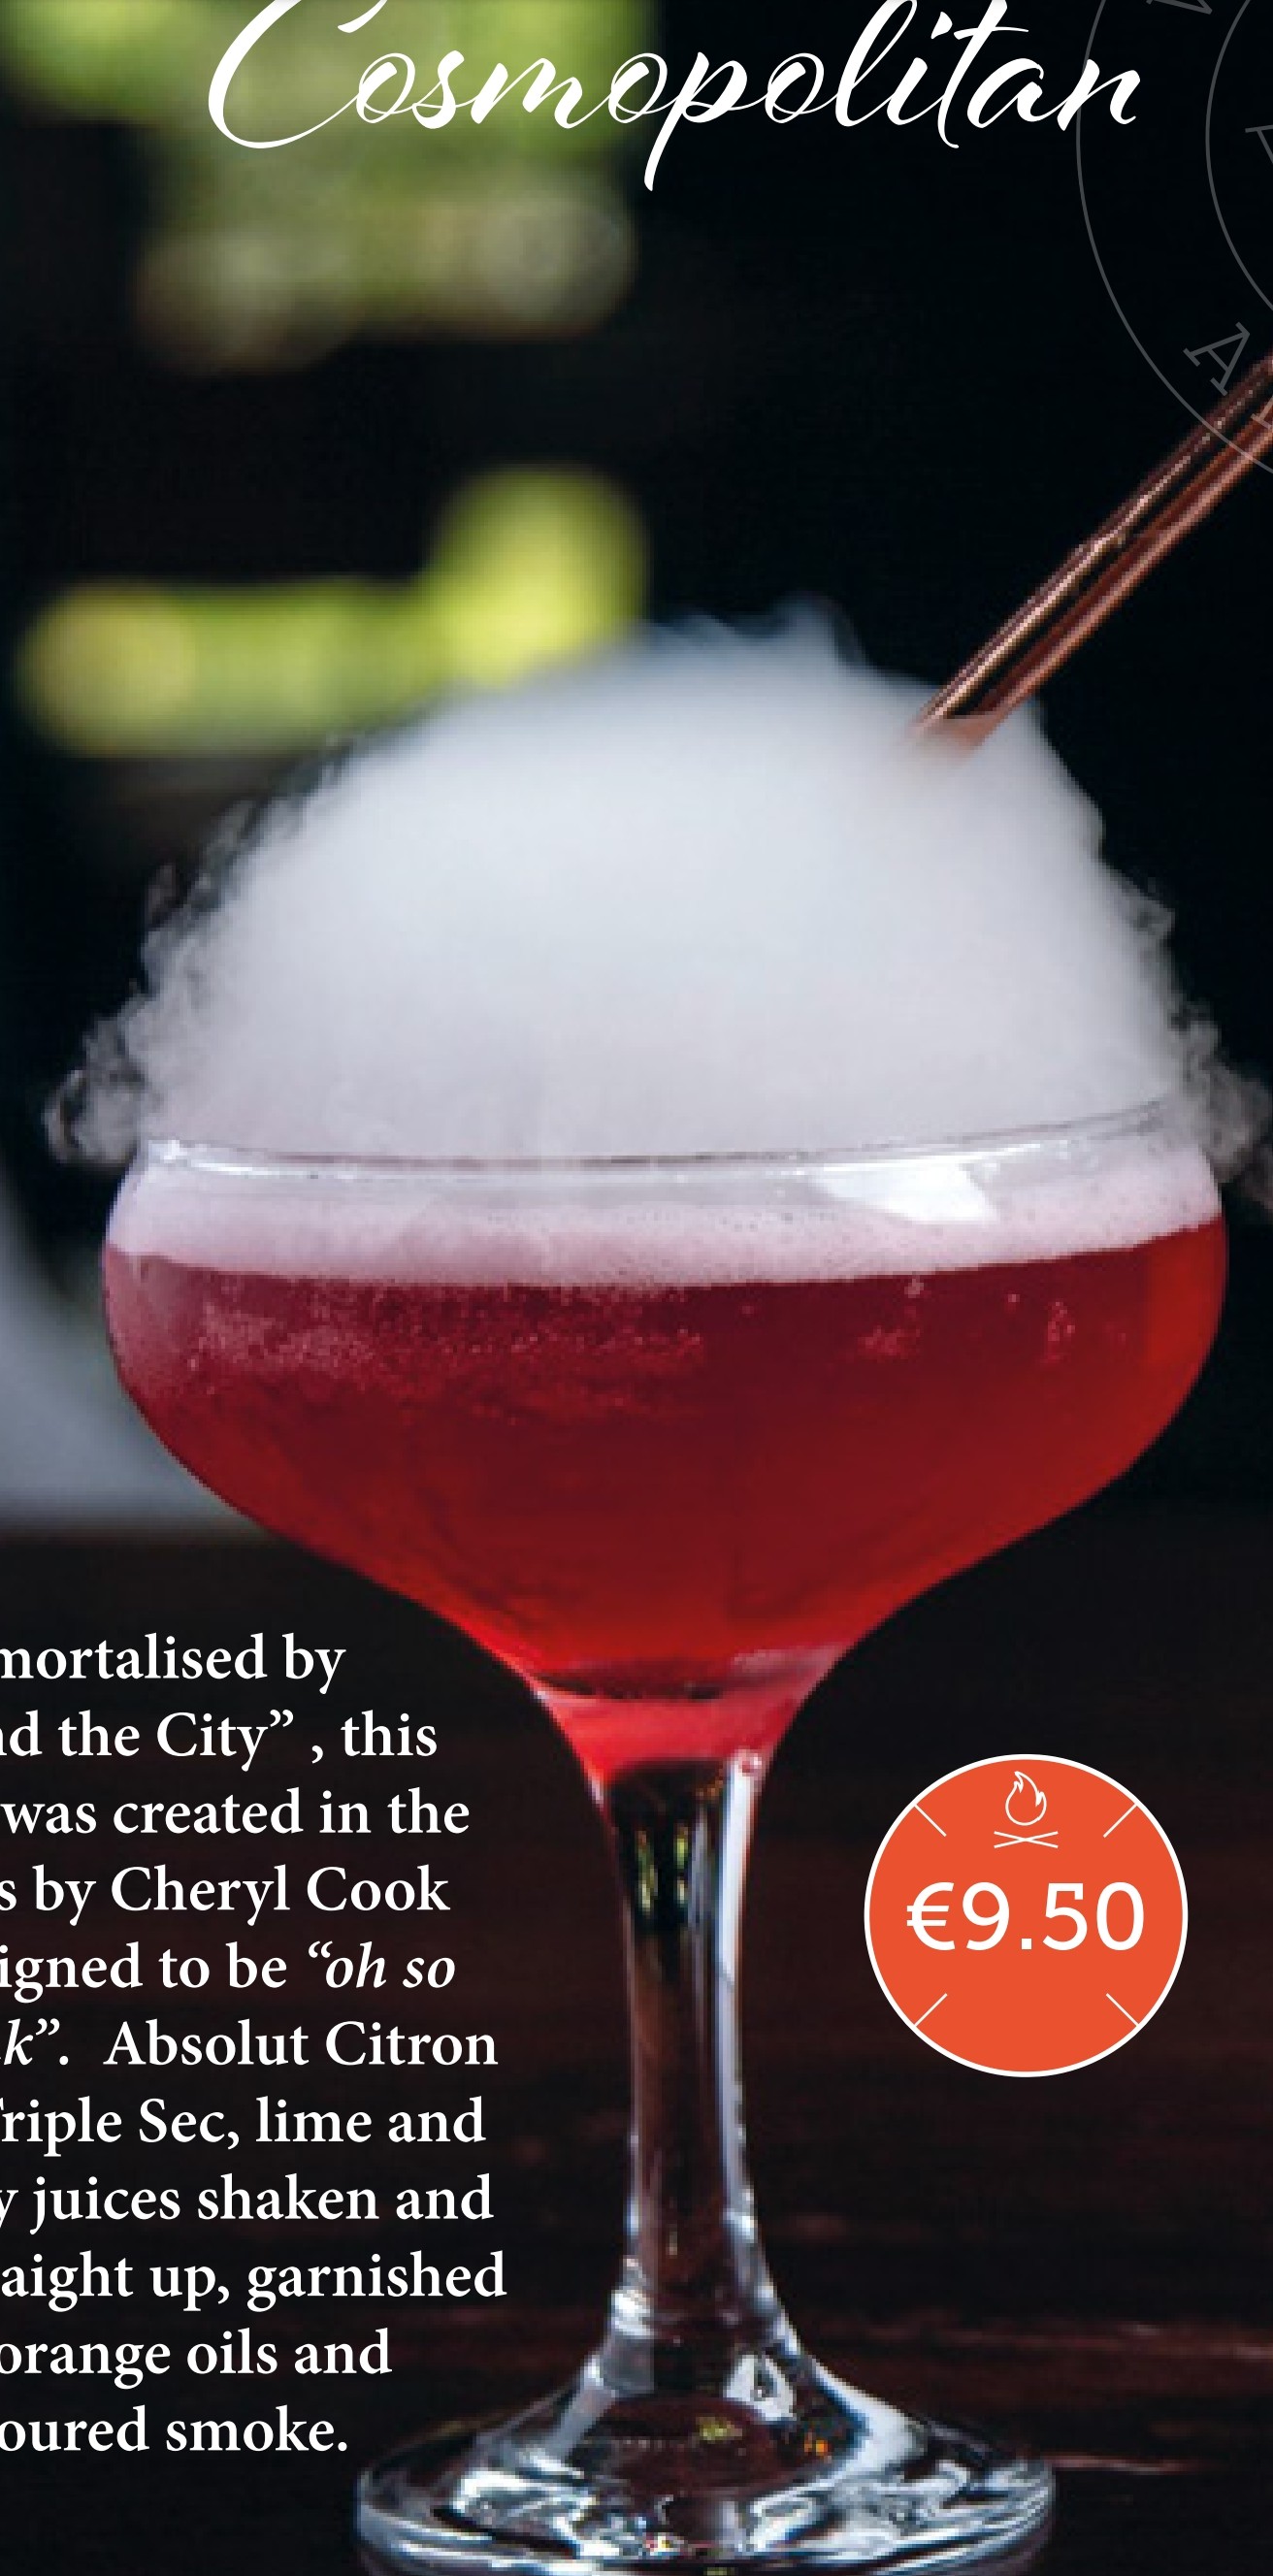 Cosmopolitan
mortalised by
nd the City” , this
was created in the
s by Cheryl Cook
igned to be “oh so
k”.  Absolut Citron
riple Sec, lime and
y juices shaken and
aight up, garnished
orange oils and
oured smoke.
€9.50